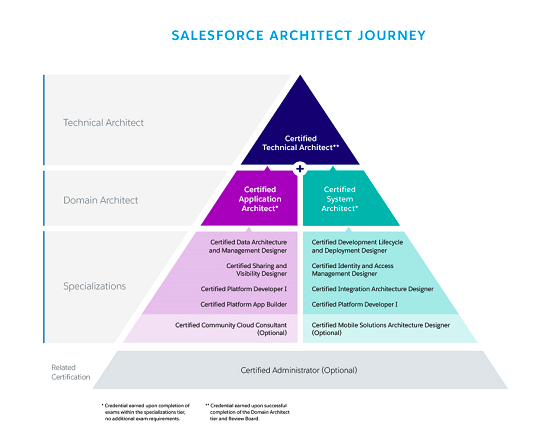 SALESFORCE ARCHITECT JOURNEY
Technical Architect
Certified
Technical Architect**
+
Domain Architect
Certified
Application
Architect*
Certified
System
Architect*
Specializations
Certified Data Architecture
and Management Designer
Certified Sharing and
Visibility Designer
Certified Platform Developer I
Certified Platform App Builder
Certified Community Cloud Consultant
(Optional)
Certified Development Lifecycle
and Deployment Designer
Certified Identity and Access
Management Designer
Certified Integration Architecture Designer
Certified Platform Developer I
Certified Mobile Solutions Architecture Designer
(Optional)
Related
Certification
Certified Administrator (Optional)
* Credential earned upon completion of
exams within the specializations tier,
no additional exam requirements.
** Credential earned upon successful
completion of the Domain Architect
tier and Review Board.